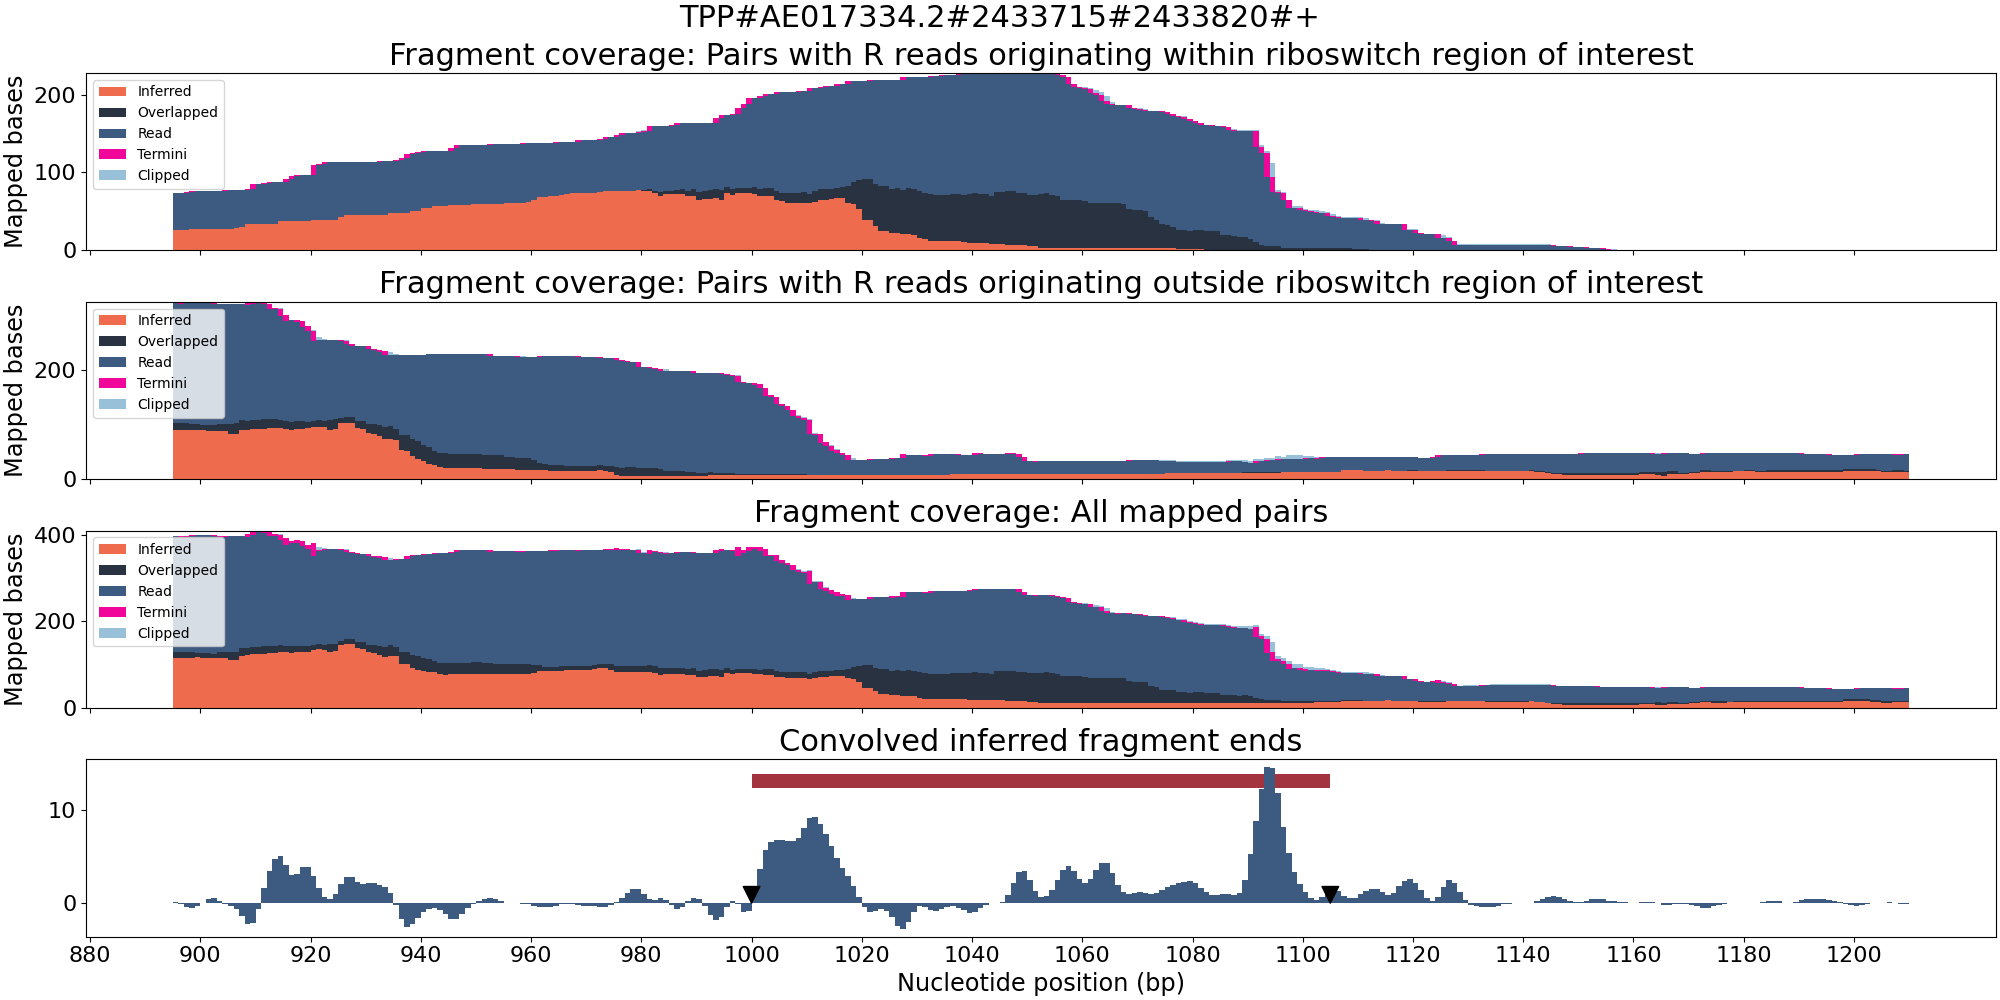 TPP#AE017334.2#2433715#2433820#+
Fragment coverage: Pairs with R reads originating within riboswitch region of interest
Mapped bases
200
100
0
Inferred
Overlapped
Read
Termini
Clipped
Fragment coverage: Pairs with R reads originating outside riboswitch region of interest
Mapped bases
200
0
Inferred
Overlapped
Read
Termini
Clipped
Fragment coverage: All mapped pairs
Mapped bases
400
200
0
Inferred
Overlapped
Read
Termini
Clipped
Convolved inferred fragment ends
10
0
880 900 920 940 960 980 1000 1020 1040 1060 1080 1100 1120 1140 1160 1180 1200
Nucleotide position (bp)